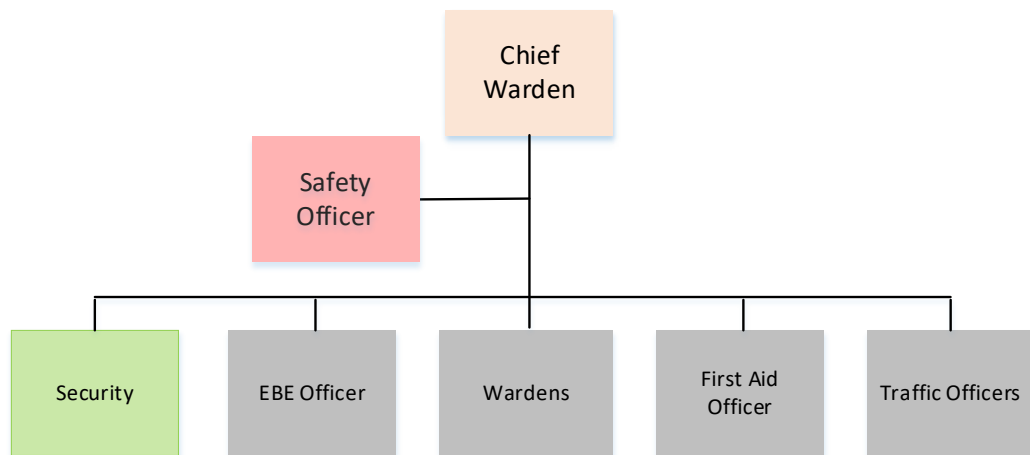 Chief
Warden
Safety
Officer
Security
EBE Officer
Wardens
First Aid
Officer
Traffic Officers